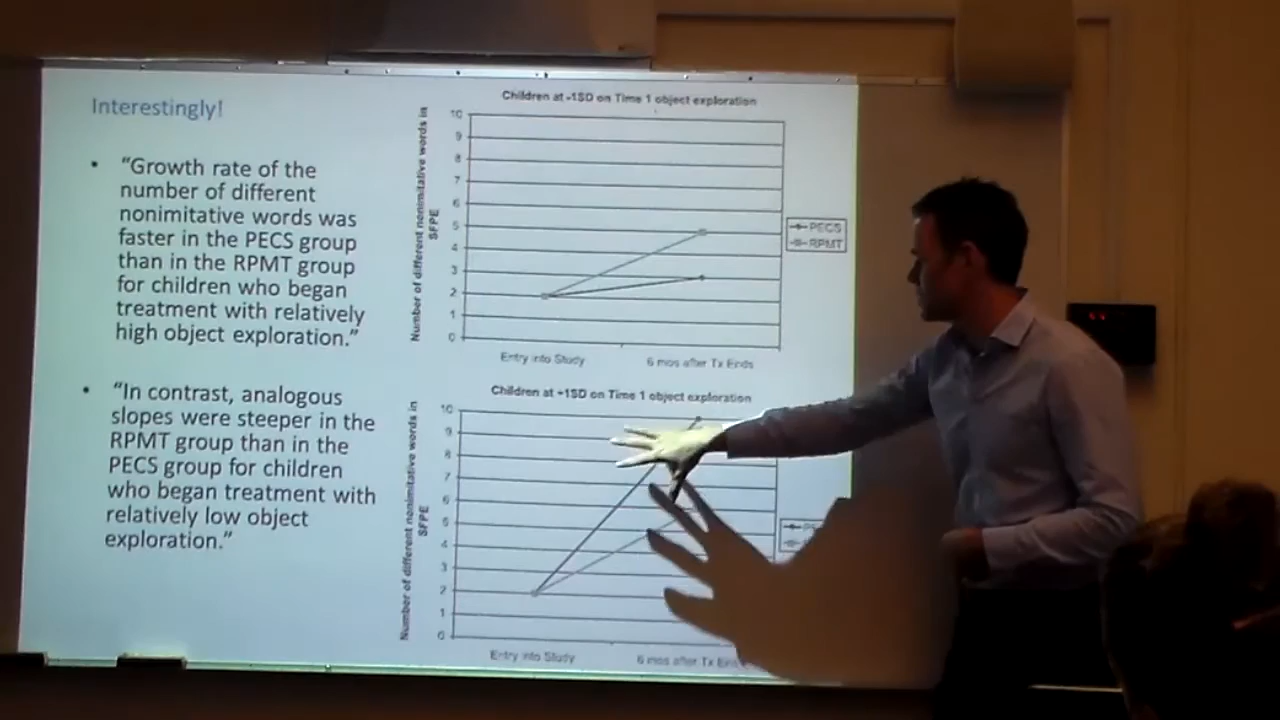 Interestingly!
• “Growth rate of the
number of different
nonimitative words was
faster in the PECS group
than in the RPMT group
for children who began
treatment with relatively
high object exploration.”
• “In contrast, analogous
slopes were steeper in the
RPMT group than in the
PECS group for children
who began treatment with
relatively low object
exploration.”
Children at -1SD on Time 1 object exploration
Number of different nonimitative words in
SFPE
10
9
8
7
6
5
4
3
2
1
0
Entry into Study
6 mos after Tx Ends
PECS
RPMT
Children at +1SD on Time 1 object exploration
Number of different nonimitative words in
SFPE
10
9
8
7
6
5
4
3
2
1
0
Entry into Study
6 mos after Tx